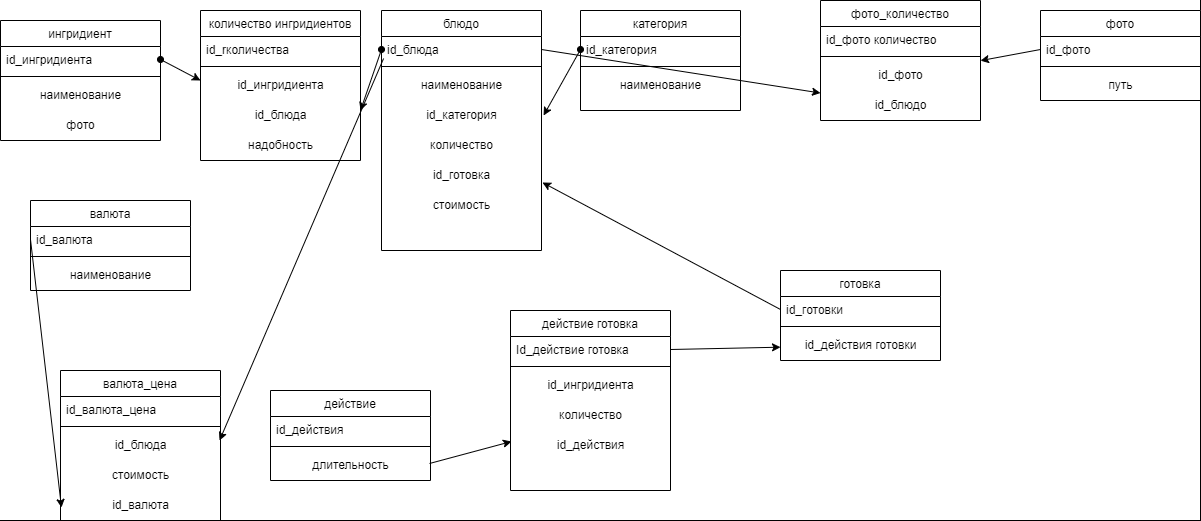 ингридиент
id_ингридиента
наименование
фото
количество ингридиентов
id_гколичества
id_ингридиента
id_блюда
надобность
блюдо
id_блюда
наименование
id_категория
количество
id_готовка
стоимость
категория
id_категория
наименование
фото_количество
id_фото количество
id_фото
id_блюдо
фото
id_фото
путь
валюта
id_валюта
наименование
готовка
id_готовки
id_действия готовки
действие готовка
Id_действие готовка
id_ингридиента
количество
id_действия
валюта_цена
id_валюта_цена
id_блюда
стоимость
id_валюта
действие
id_действия
длительность